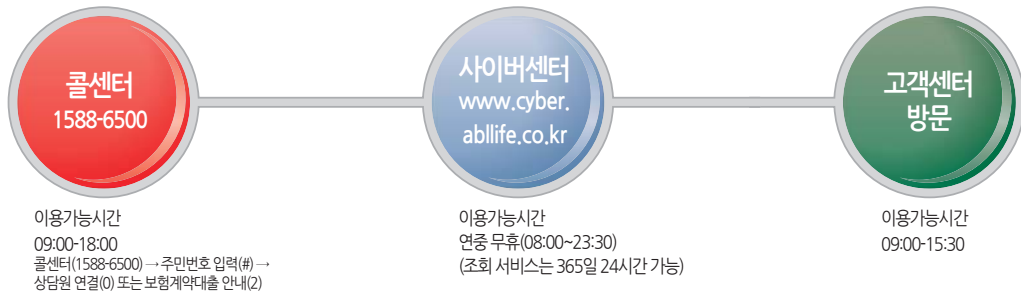 콜센터
1588-6500
이용가능시간
09:00-18:00
콜센터(1588-6500) → 주민번호 입력(#) →
상담원 연결(0) 또는 보험계약대출 안내(2)
사이버센터
www.cyber.
abllife.co.kr
이용가능시간
연중 무휴(08:00~23:30)
(조회 서비스는 365일 24시간 가능)
고객센터
방문
이용가능시간
09:00-15:30